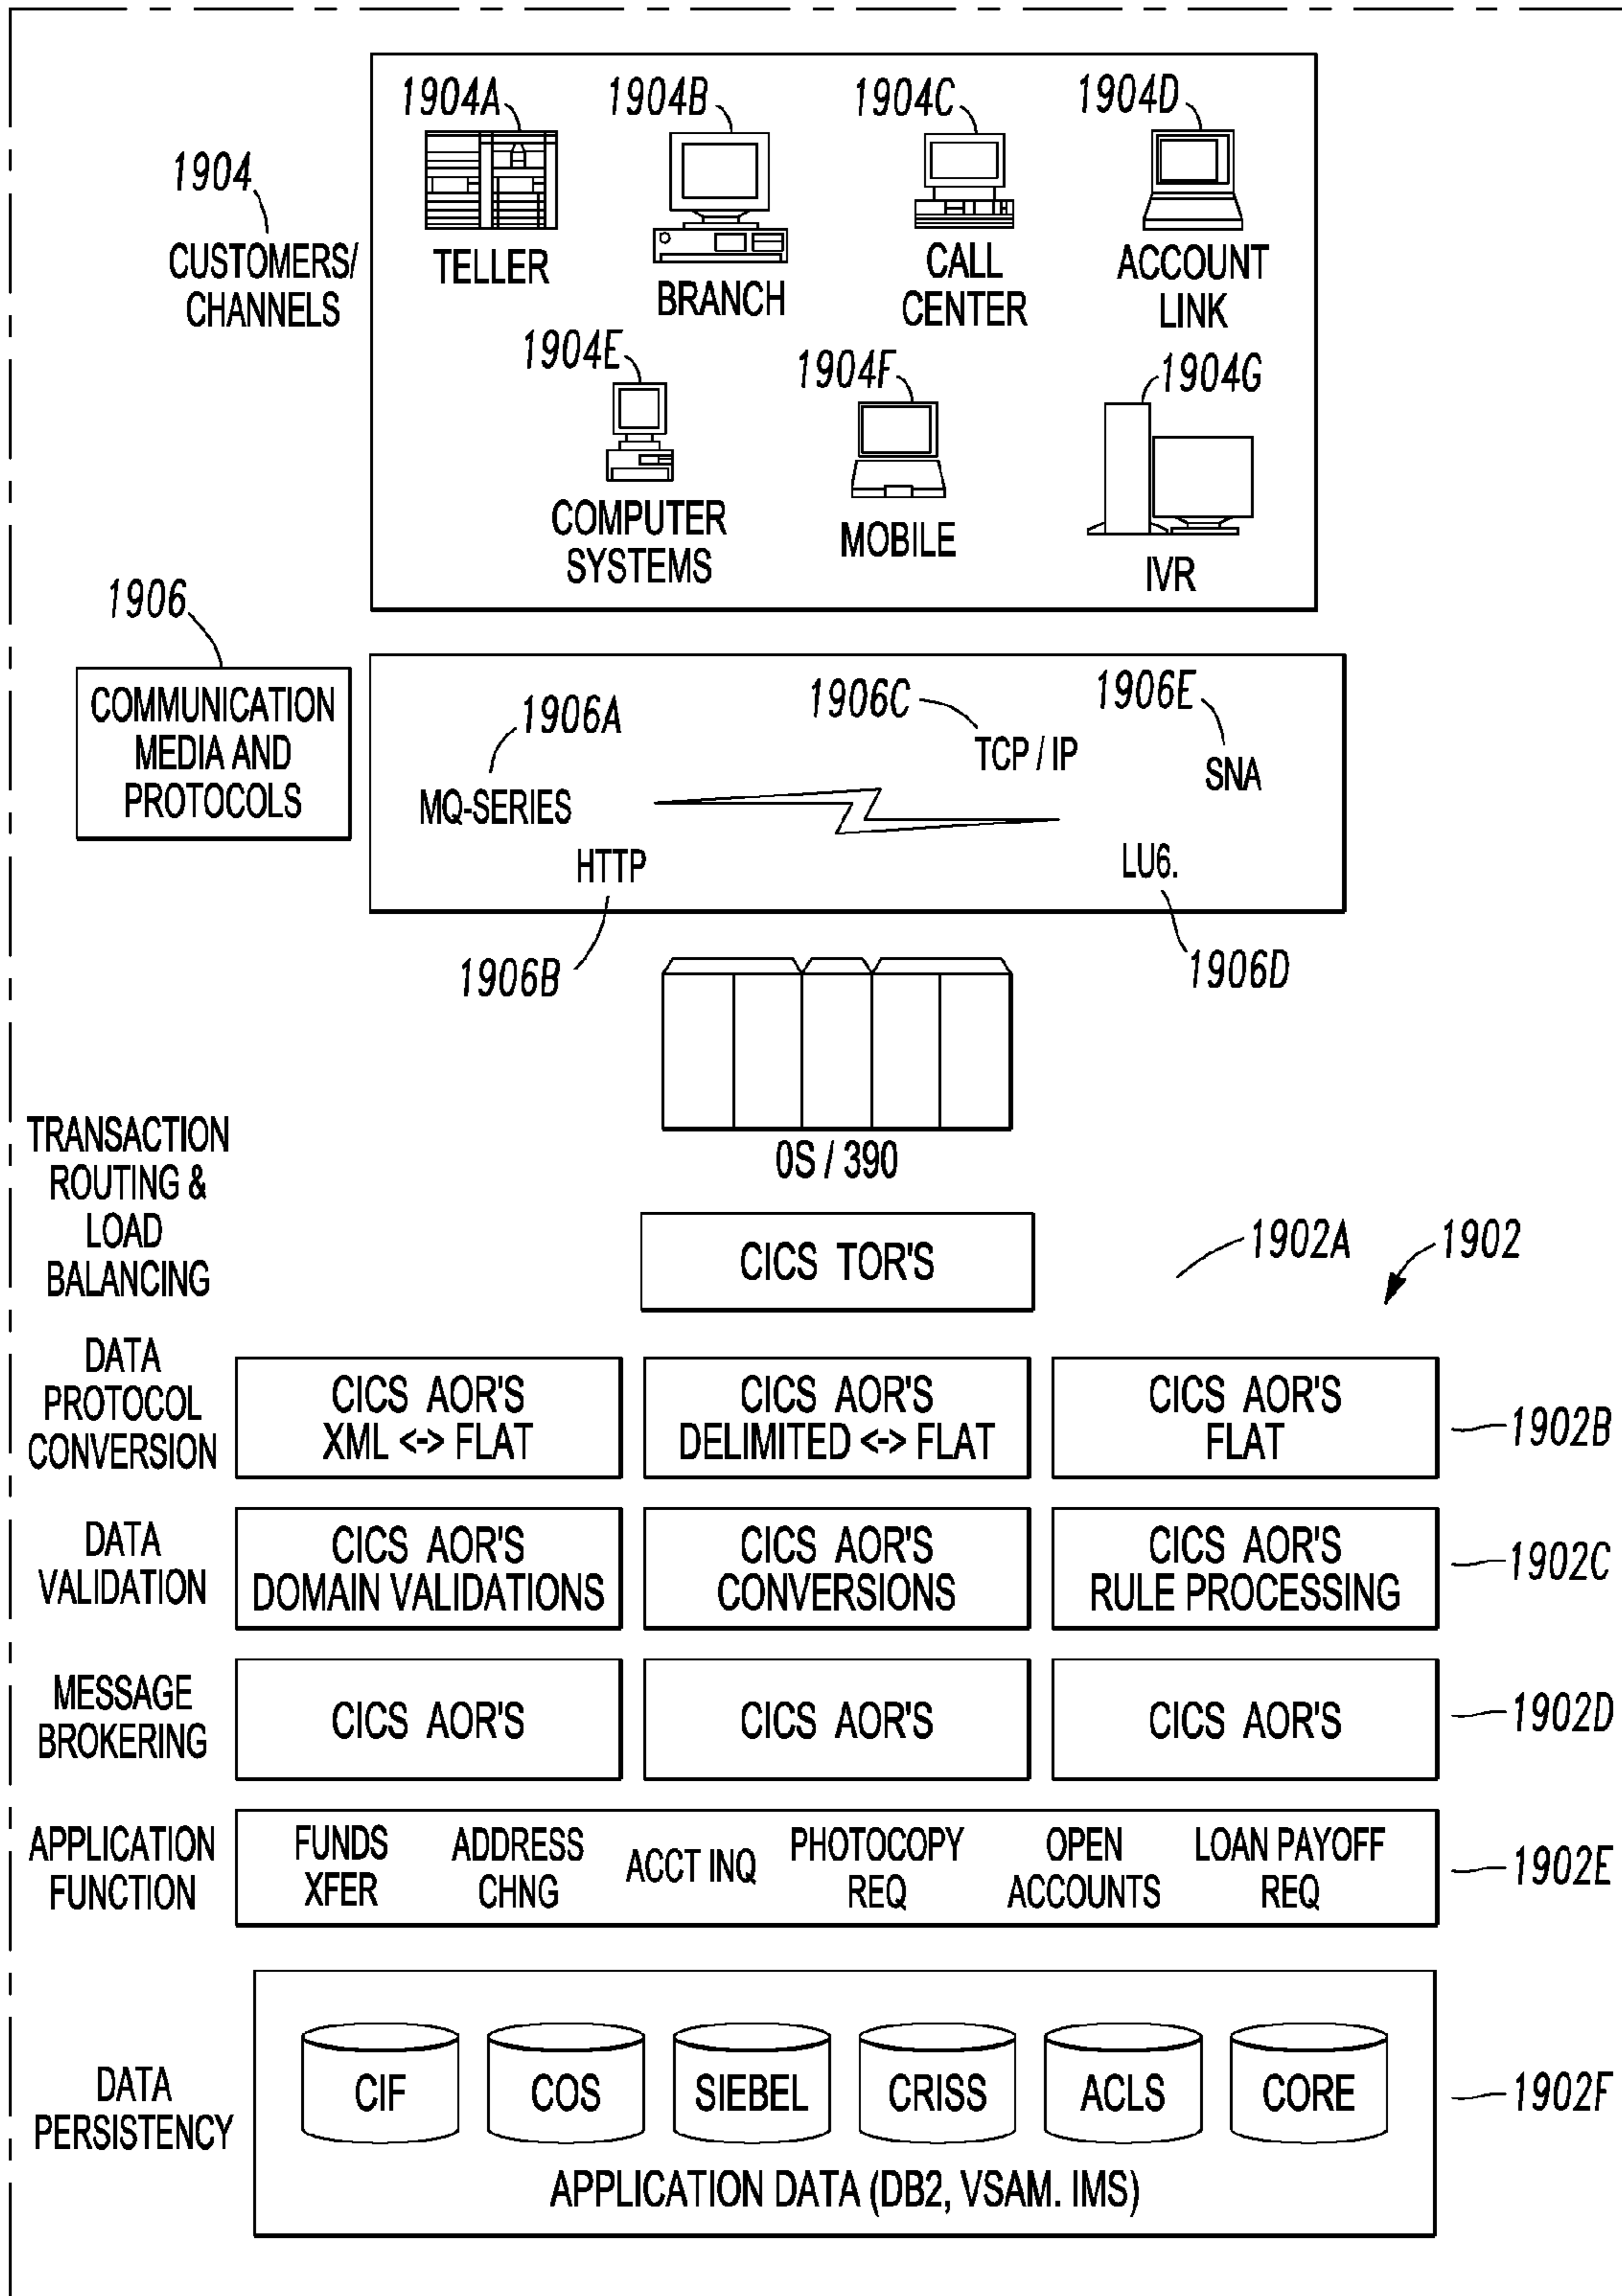 1904A
1904B
1904C
1904D
1904
CUSTOMERS/
CHANNELS
TELLER
BRANCH
CALL
CENTER
ACCOUNT
LINK
1904E
1904F
1904G
COMPUTER
SYSTEMS
MOBILE
IVR
1906
COMMUNICATION
MEDIA AND
PROTOCOLS
1906A
1906C
1906E
MQ-SERIES
TCP / IP
SNA
HTTP
LU6.
1906B
1906D
OS / 390
TRANSACTION
ROUTING &
LOAD
BALANCING
CICS TOR'S
1902A
1902
DATA
PROTOCOL
CONVERSION
CICS AOR'S
XML <-> FLAT
CICS AOR'S
DELIMITED <-> FLAT
CICS AOR'S
FLAT
1902B
DATA
VALIDATION
CICS AOR'S
DOMAIN VALIDATIONS
CICS AOR'S
CONVERSIONS
CICS AOR'S
RULE PROCESSING
1902C
MESSAGE
BROKERING
CICS AOR'S
CICS AOR'S
CICS AOR'S
1902D
APPLICATION
FUNCTION
FUNDS
XFER
ADDRESS
CHNG
ACCT INQ
PHOTOCOPY
REQ
OPEN
ACCOUNTS
LOAN PAYOFF
REQ
1902E
DATA
PERSISTENCY
CIF
COS
SIEBEL
CRISS
ACLS
CORE
1902F
APPLICATION DATA (DB2, VSAM. IMS)